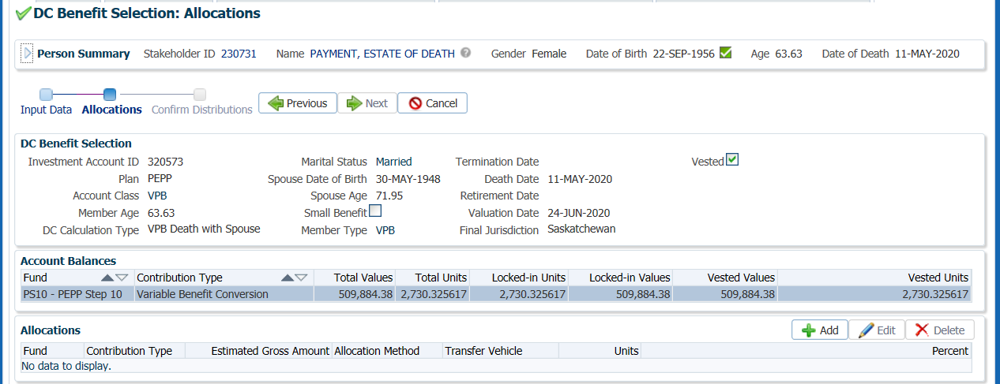 DC Benefit Selection: Allocations
Person Summary Stakeholder ID 230731 Name PAYMENT, ESTATE OF DEATH Gender Female Date of Birth 22-SEP-1956 Age 63.63 Date of Death 11-MAY-2020
Input Data Allocations Confirm Distributions Previous Next Cancel
DC Benefit Selection
Investment Account ID 320573 Marital Status Married Termination Date Vested
Plan PEPP Spouse Date of Birth 30-MAY-1948 Death Date 11-MAY-2020
Account Class VPB Spouse Age 71.95 Retirement Date
Member Age 63.63 Small Benefit Valuation Date 24-JUN-2020
DC Calculation Type VPB Death with Spouse Member Type VPB Final Jurisdiction Saskatchewan
Account Balances
Fund Contribution Type Total Values Total Units Locked-in Units Locked-in Values Vested Values Vested Units
PS10 - PEPP Step 10 Variable Benefit Conversion 509,884.38 2,730.325617 2,730.325617 509,884.38 509,884.38 2,730.325617
Allocations Add Edit Delete
Fund Contribution Type Estimated Gross Amount Allocation Method Transfer Vehicle Units Percent
No data to display.